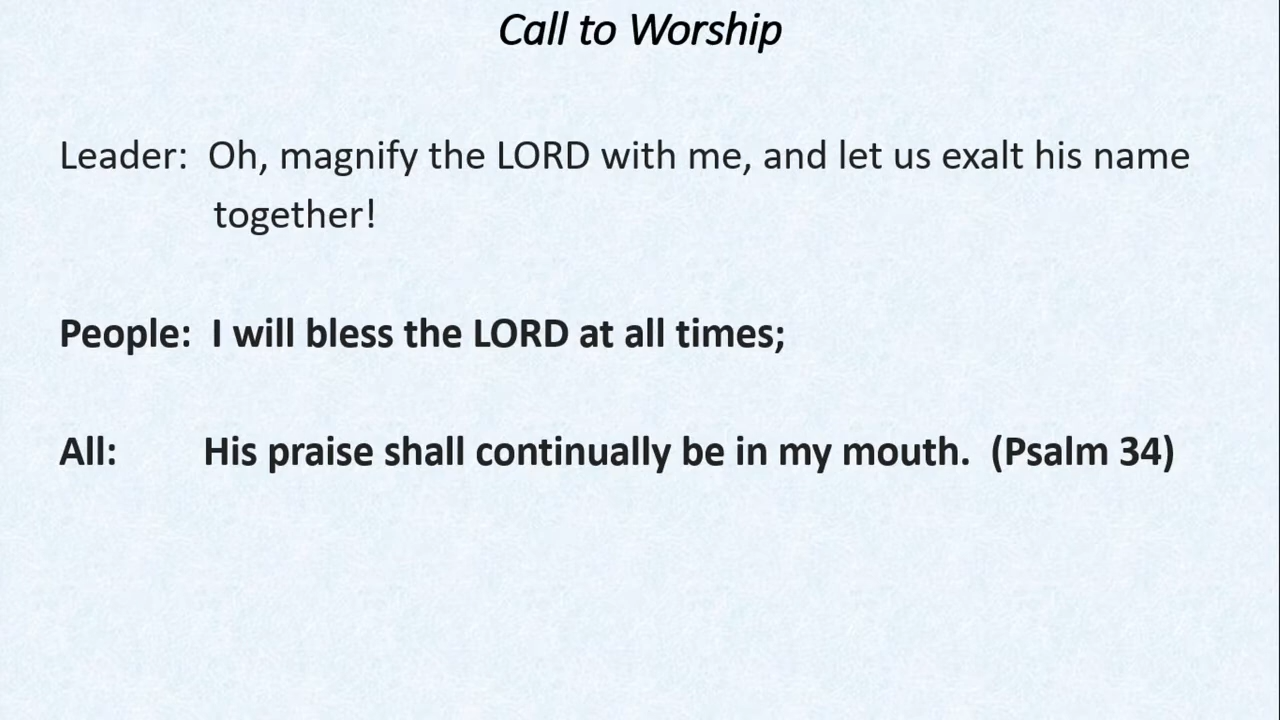 Call to Worship
Leader: Oh, magnify the LORD with me, and let us exalt his name
together!
People: I will bless the LORD at all times;
All: His praise shall continually be in my mouth. (Psalm 34)